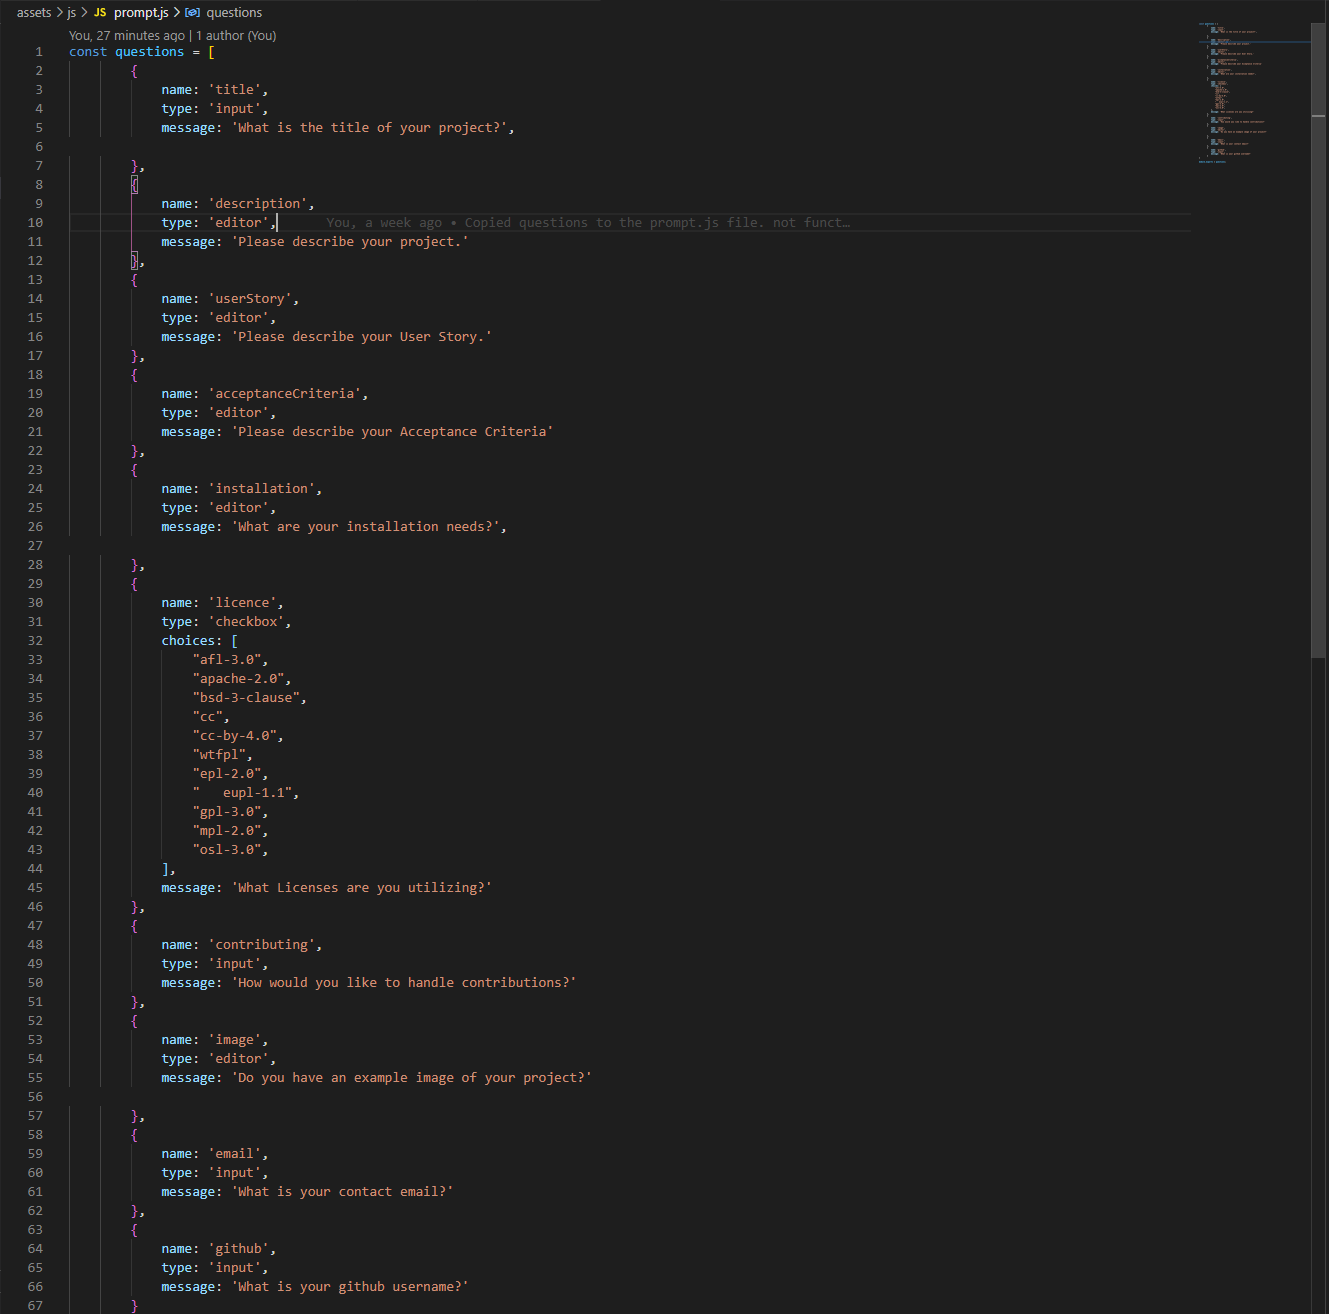 assets > js > JS prompt.js > questions
You, 27 minutes ago | 1 author (You)
1 const questions = [
2 {
3 name: 'title',
4 type: 'input',
5 message: 'What is the title of your project?',
6
7 },
8 {
9 name: 'description',
10 type: 'editor', You, a week ago • Copied questions to the prompt.js file. not funct…
11 message: 'Please describe your project.'
12 },
13 {
14 name: 'userStory',
15 type: 'editor',
16 message: 'Please describe your User Story.'
17 },
18 {
19 name: 'acceptanceCriteria',
20 type: 'editor',
21 message: 'Please describe your Acceptance Criteria'
22 },
23 {
24 name: 'installation',
25 type: 'editor',
26 message: 'What are your installation needs?',
27
28 },
29 {
30 name: 'licence',
31 type: 'checkbox',
32 choices: [
33 "afl-3.0",
34 "apache-2.0",
35 "bsd-3-clause",
36 "cc",
37 "cc-by-4.0",
38 "wtfpl",
39 "epl-2.0",
40 "   eupl-1.1",
41 "gpl-3.0",
42 "mpl-2.0",
43 "osl-3.0",
44 ],
45 message: 'What Licenses are you utilizing?'
46 },
47 {
48 name: 'contributing',
49 type: 'input',
50 message: 'How would you like to handle contributions?'
51 },
52 {
53 name: 'image',
54 type: 'editor',
55 message: 'Do you have an example image of your project?'
56
57 },
58 {
59 name: 'email',
60 type: 'input',
61 message: 'What is your contact email?'
62 },
63 {
64 name: 'github',
65 type: 'input',
66 message: 'What is your github username?'
67 }